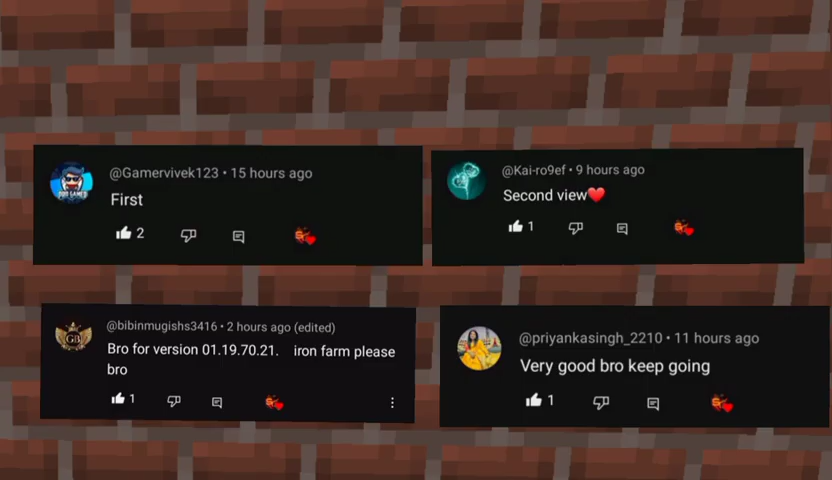 @Gamervivek123 • 15 hours ago
First
2
@Kai-ro9ef • 9 hours ago
Second view❤️
1
@bibinmugishs3416 • 2 hours ago (edited)
Bro for version 01.19.70.21. iron farm please
bro
1
@priyankasingh_2210 • 11 hours ago
Very good bro keep going
1
GB